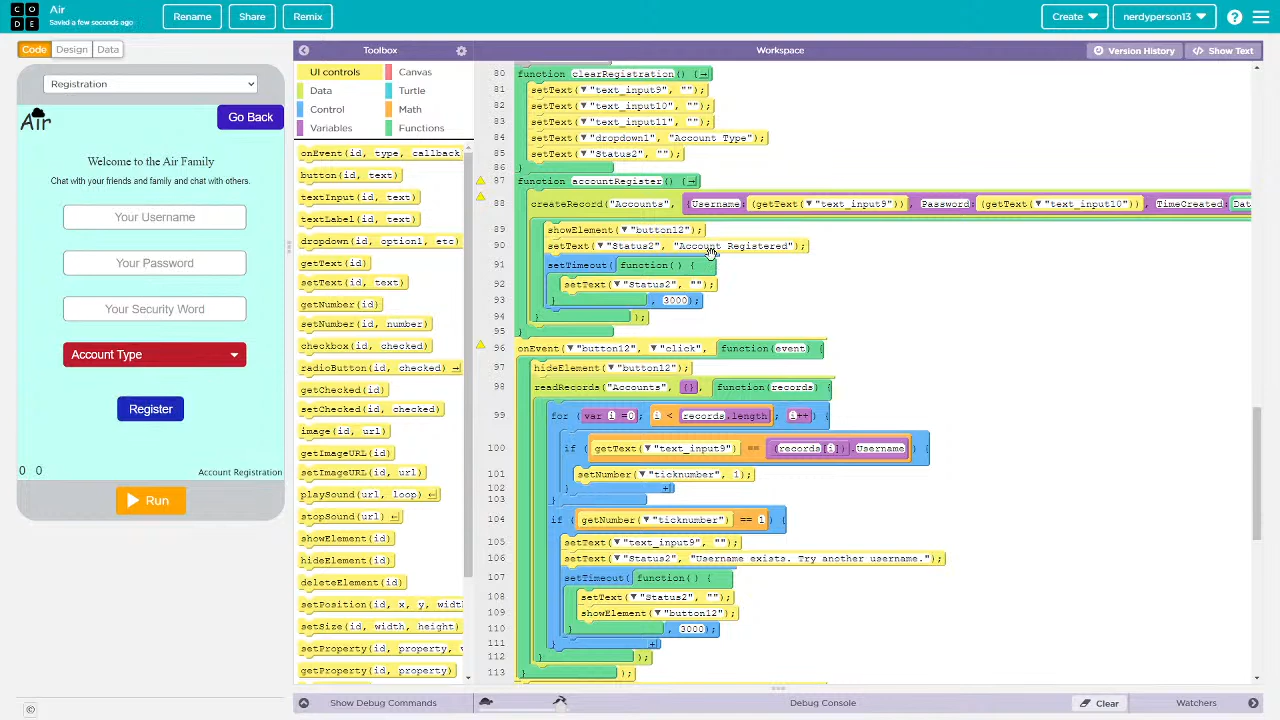 CODE
Air
Saved a few seconds ago
Rename
Share
Remix
Create
nerdyperson13
Code
Design
Data
Toolbox
Workspace
Version History
Show Text
Registration
Air
Go Back
Welcome to the Air Family
Chat with your friends and family and chat with others.
Your Username
Your Password
Your Security Word
Account Type
Register
0 0
Account Registration
Run
UI controls
Canvas
Data
Turtle
Control
Math
Variables
Functions
onEvent(id, type, callback
button(id, text)
textInput(id, text)
textLabel(id, text)
dropdown(id, option1, etc)
getText(id)
setText(id, text)
getNumber(id)
setNumber(id, number)
checkbox(id, checked)
radioButton(id, checked)
getChecked(id)
setChecked(id, checked)
image(id, url)
getImageURL(id)
setImageURL(id, url)
playSound(url, loop)
stopSound(url)
showElement(id)
hideElement(id)
deleteElement(id)
setPosition(id, x, y, widt
setSize(id, width, height)
setProperty(id, property,
getProperty(id, property)
80 function clearRegistration() {
81 setText("text_input9", "");
82 setText("text_input10", "");
83 setText("text_input11", "");
84 setText("dropdown1", "Account Type");
85 setText("Status2", "");
86 }
87 function accountRegister() {
88 createRecord("Accounts", {Username:(getText("text_input9")), Password:(getText("text_input10")), TimeCreated:Dat
89 showElement("button12");
90 setText("Status2", "Account Registered");
91 setTimeout(function() {
92 setText("Status2", "");
93 }, 3000);
94 });
95 }
96 onEvent("button12", "click", function(event) {
97 hideElement("button12");
98 readRecords("Accounts", {}, function(records) {
99 for (var i =0; i < records.length; i++) {
100 if (getText("text_input9") == (records[i]).Username) {
101 setNumber("ticknumber", 1);
102 }
103 }
104 if (getNumber("ticknumber") == 1) {
105 setText("text_input9", "");
106 setText("Status2", "Username exists. Try another username.");
107 setTimeout(function() {
108 setText("Status2", "");
109 showElement("button12");
110 }, 3000);
111 }
112 });
113 });
Show Debug Commands
Debug Console
Clear
Watchers